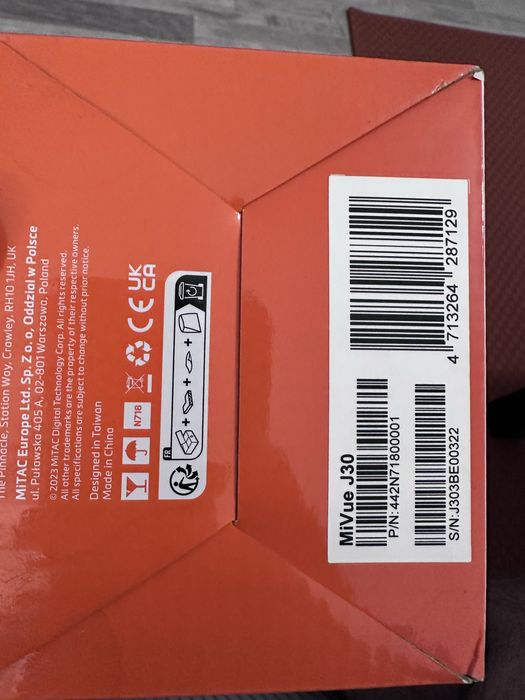 The Pinnacle, Station Way, Crawley, RH10 1JH, UK
MiTAC Europe Ltd. Sp. Z o. o, Oddział w Polsce
ul. Puławska 405 A, 02-801 Warszawa, Poland
© 2023 MiTAC Digital Technology Corp. All rights reserved.
All other trademarks are the property of their respective owners.
All specifications are subject to change without prior notice.
Designed in Taiwan
Made in China
N718
CE UK
CA
FR
+ + +
MiVue J30
P/N:442N71800001
S/N:J303BE00322
4 713264 287129